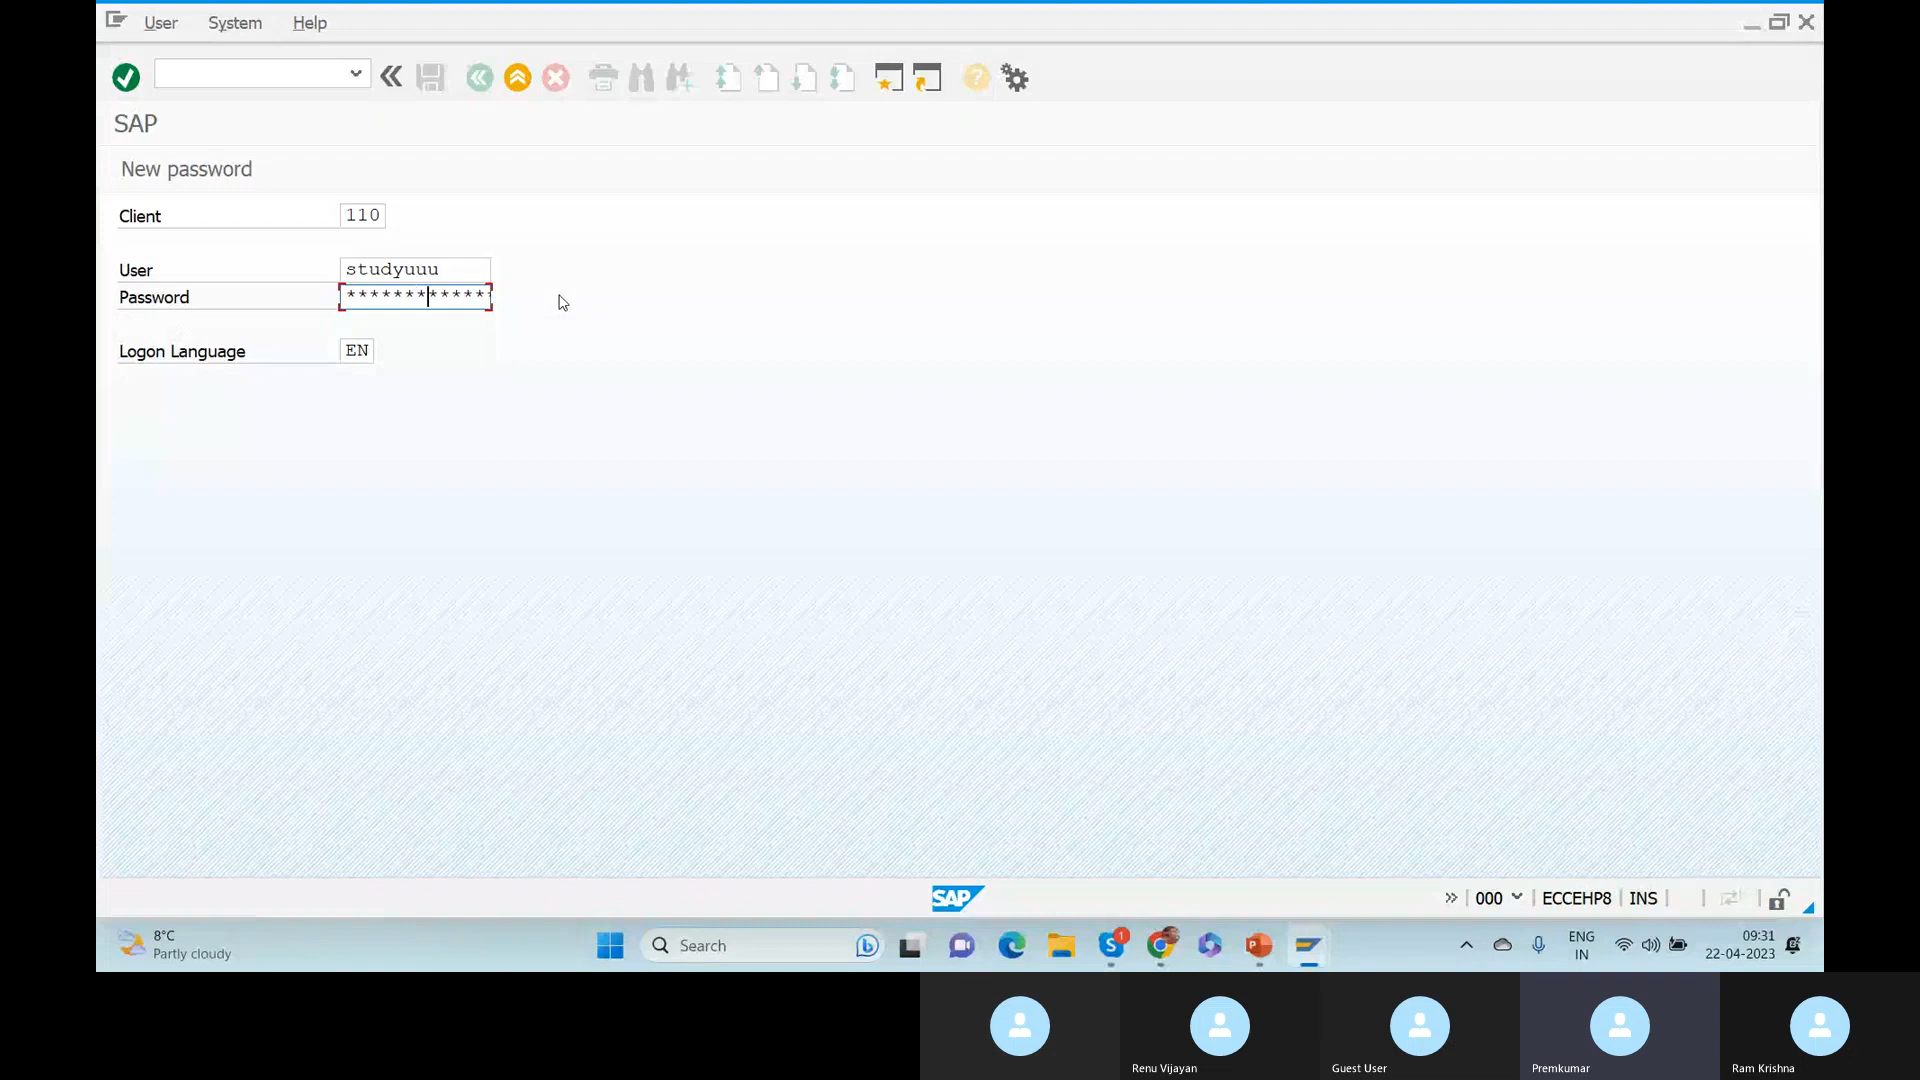 User System Help
SAP
New password
Client 110
User studyuuu
Password ************
Logon Language EN
SAP
000 ECCEHP8 INS
8°C
Partly cloudy
Search
1
ENG
IN
09:31
22-04-2023
Renu Vijayan
Guest User
Premkumar
Ram Krishna